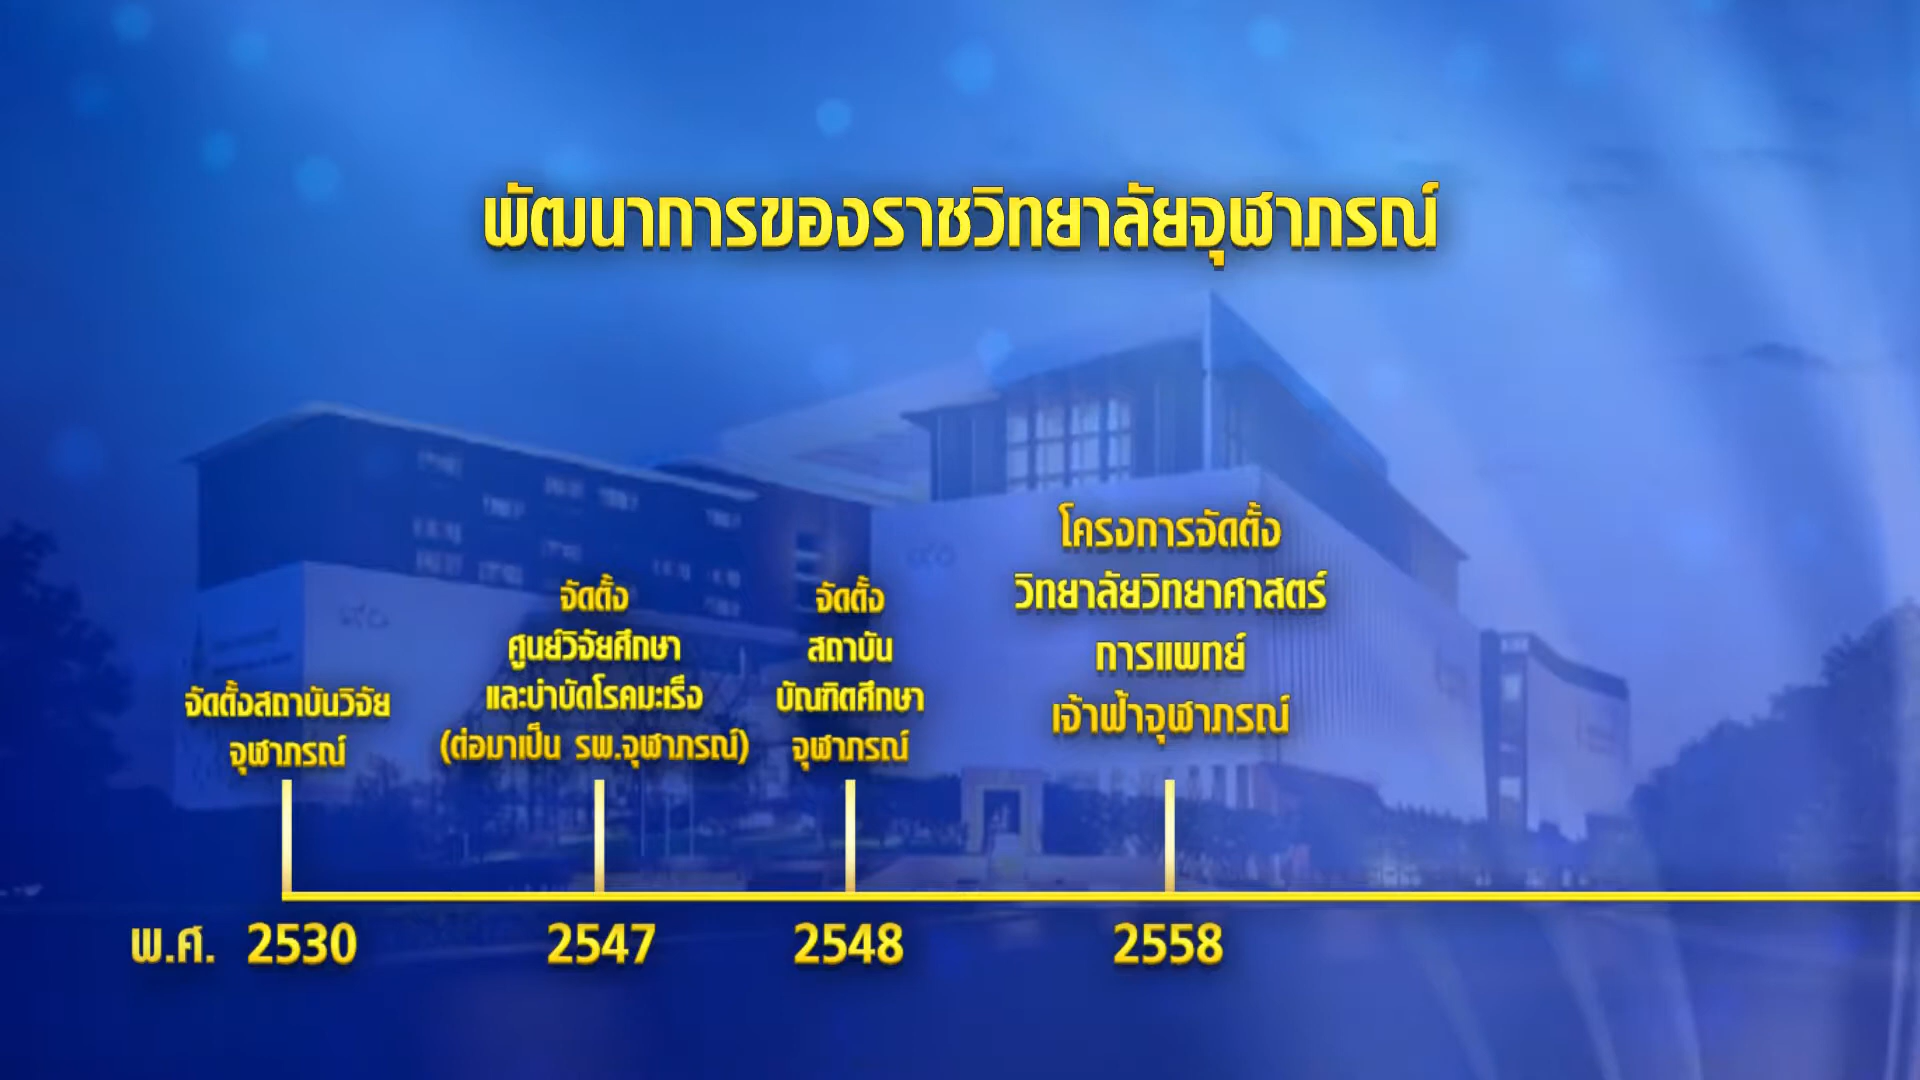 พัฒนาการของราชวิทยาลัยจุฬาภรณ์
จัดตั้งสถาบันวิจัย
จุฬาภรณ์
จัดตั้ง
ศูนย์วิจัยศึกษา
และบำบัดโรคมะเร็ง
(ต่อมาเป็น รพ.จุฬาภรณ์)
จัดตั้ง
สถาบัน
บัณฑิตศึกษา
จุฬาภรณ์
โครงการจัดตั้ง
วิทยาลัยวิทยาศาสตร์
การแพทย์
เจ้าฟ้าจุฬาภรณ์
พ.ศ. 2530 2547 2548 2558